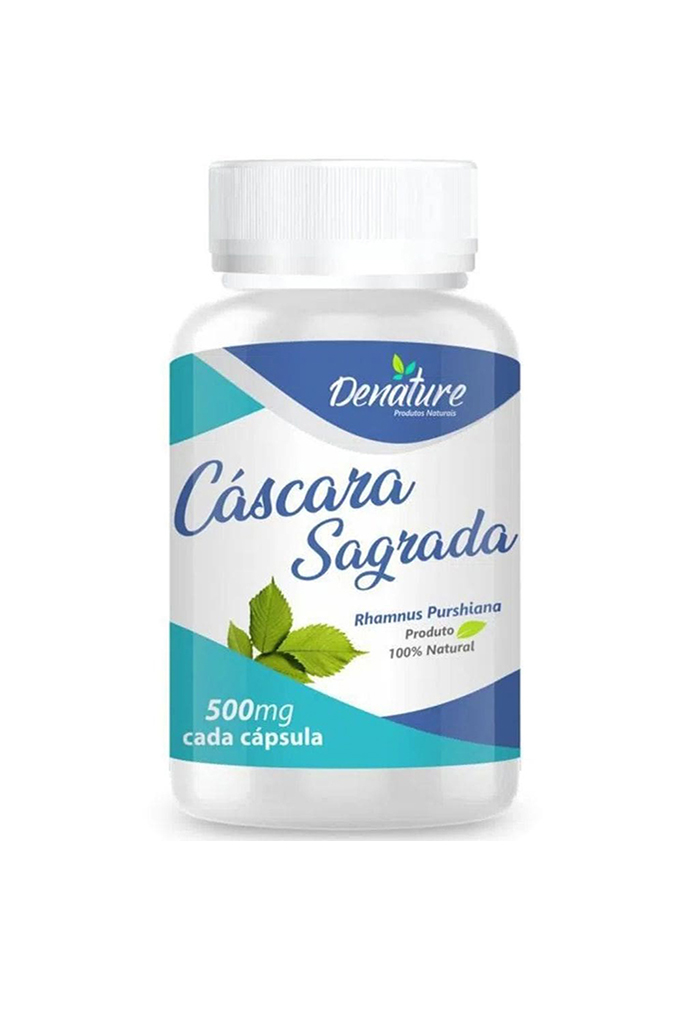 Denature
Produtos Naturais
Cáscara
Sagrada
Rhamnus Purshiana
Produto
100% Natural
500mg
cada cápsula